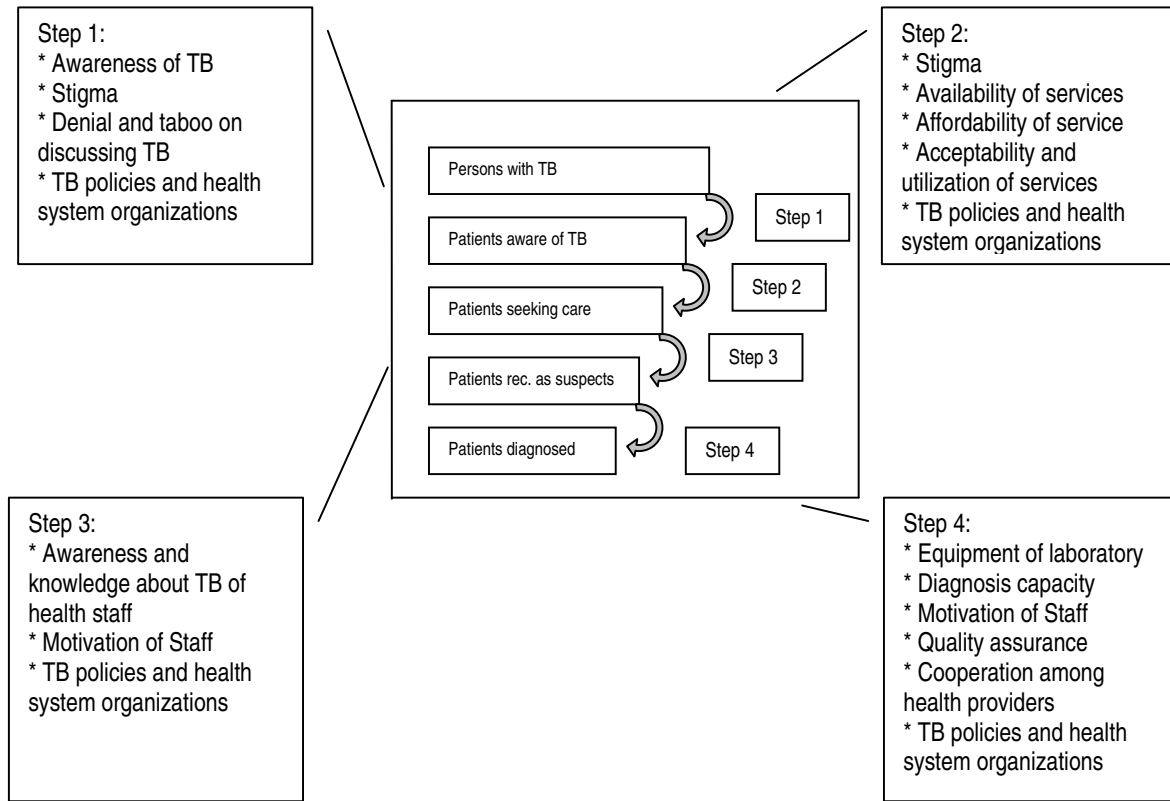 Step 1:
* Awareness of TB
* Stigma
* Denial and taboo on
discussing TB
* TB policies and health
system organizations
Step 2:
* Stigma
* Availability of services
* Affordability of service
* Acceptability and
utilization of services
* TB policies and health
system organizations
Persons with TB
Step 1
Patients aware of TB
Step 2
Patients seeking care
Step 3
Patients rec. as suspects
Patients diagnosed
Step 4
Step 3:
* Awareness and
knowledge about TB of
health staff
* Motivation of Staff
* TB policies and health
system organizations
Step 4:
* Equipment of laboratory
* Diagnosis capacity
* Motivation of Staff
* Quality assurance
* Cooperation among
health providers
* TB policies and health
system organizations